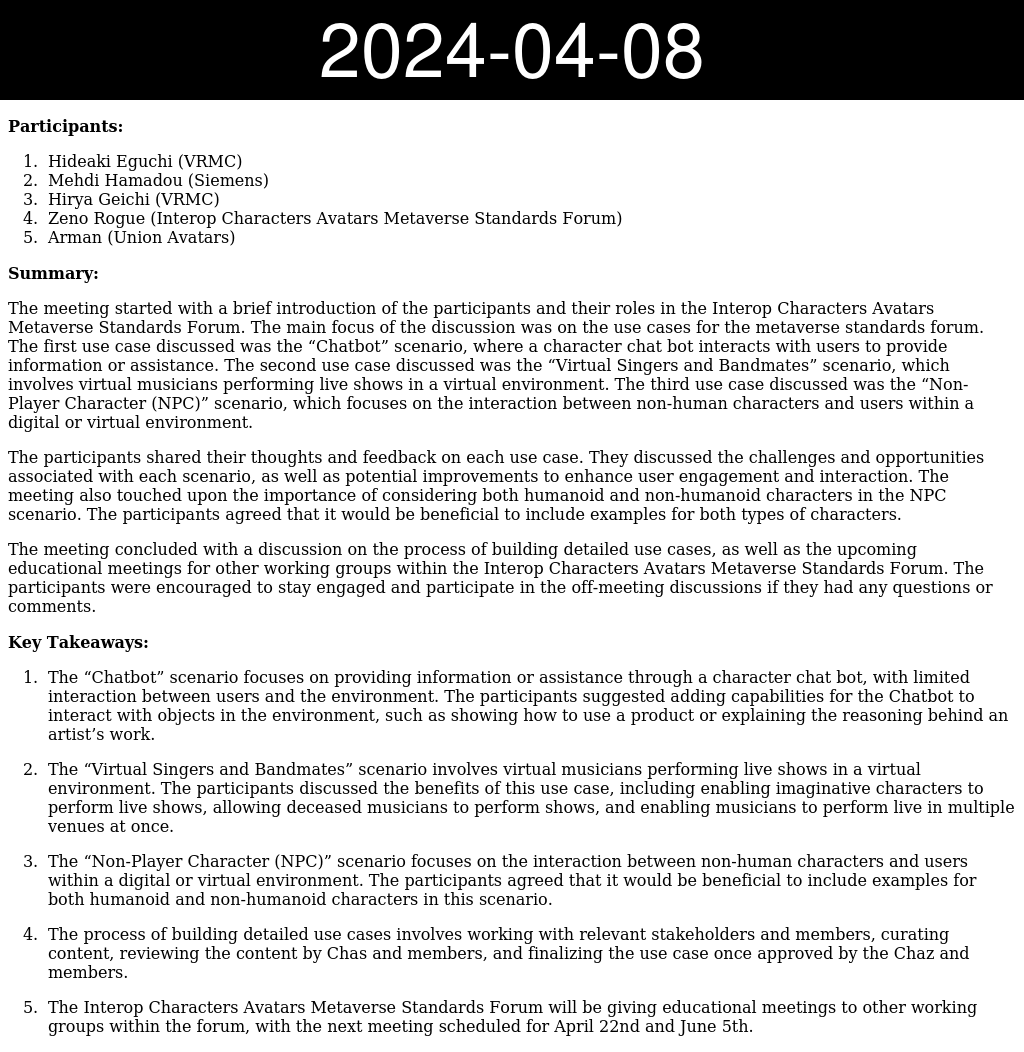 2024-04-08
Participants:
1. Hideaki Eguchi (VRMC)
2. Mehdi Hamadou (Siemens)
3. Hirya Geichi (VRMC)
4. Zeno Rogue (Interop Characters Avatars Metaverse Standards Forum)
5. Arman (Union Avatars)
Summary:
The meeting started with a brief introduction of the participants and their roles in the Interop Characters Avatars
Metaverse Standards Forum. The main focus of the discussion was on the use cases for the metaverse standards forum.
The first use case discussed was the “Chatbot” scenario, where a character chat bot interacts with users to provide
information or assistance. The second use case discussed was the “Virtual Singers and Bandmates” scenario, which
involves virtual musicians performing live shows in a virtual environment. The third use case discussed was the “Non-
Player Character (NPC)” scenario, which focuses on the interaction between non-human characters and users within a
digital or virtual environment.
The participants shared their thoughts and feedback on each use case. They discussed the challenges and opportunities
associated with each scenario, as well as potential improvements to enhance user engagement and interaction. The
meeting also touched upon the importance of considering both humanoid and non-humanoid characters in the NPC
scenario. The participants agreed that it would be beneficial to include examples for both types of characters.
The meeting concluded with a discussion on the process of building detailed use cases, as well as the upcoming
educational meetings for other working groups within the Interop Characters Avatars Metaverse Standards Forum. The
participants were encouraged to stay engaged and participate in the off-meeting discussions if they had any questions or
comments.
Key Takeaways:
1. The “Chatbot” scenario focuses on providing information or assistance through a character chat bot, with limited
interaction between users and the environment. The participants suggested adding capabilities for the Chatbot to
interact with objects in the environment, such as showing how to use a product or explaining the reasoning behind an
artist’s work.
2. The “Virtual Singers and Bandmates” scenario involves virtual musicians performing live shows in a virtual
environment. The participants discussed the benefits of this use case, including enabling imaginative characters to
perform live shows, allowing deceased musicians to perform shows, and enabling musicians to perform live in multiple
venues at once.
3. The “Non-Player Character (NPC)” scenario focuses on the interaction between non-human characters and users
within a digital or virtual environment. The participants agreed that it would be beneficial to include examples for
both humanoid and non-humanoid characters in this scenario.
4. The process of building detailed use cases involves working with relevant stakeholders and members, curating
content, reviewing the content by Chas and members, and finalizing the use case once approved by the Chaz and
members.
5. The Interop Characters Avatars Metaverse Standards Forum will be giving educational meetings to other working
groups within the forum, with the next meeting scheduled for April 22nd and June 5th.